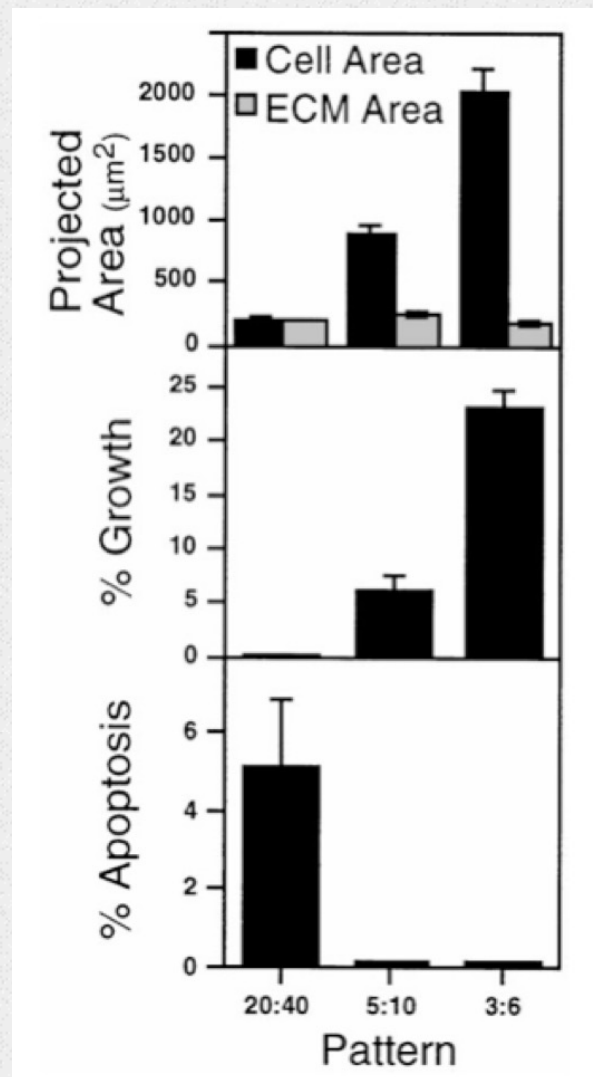 Cell Area
ECM Area
Projected
Area (μm²)
2000
1500
1000
500
0
% Growth
25
20
15
10
5
0
% Apoptosis
6
4
2
0
20:40 5:10 3:6
Pattern